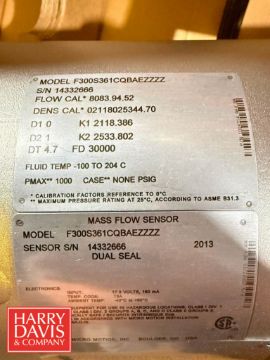 MODEL F300S361CQBAEZZZZ
S/N 14332666
FLOW CAL* 8083.94.52
DENS CAL* 02118025344.70
D1 0 K1 2118.386
D2 1 K2 2533.802
DT 4.7 FD 30000
FLUID TEMP -100 TO 204 C
PMAX** 1000 CASE** NONE PSIG
* CALIBRATION FACTORS REFERENCE TO 0°C.
** MAXIMUM PRESSURE RATING AT 25°C, ACCORDING TO ASME B31.3
MASS FLOW SENSOR
MODEL F300S361CQBAEZZZZ
SENSOR S/N 14332666 2013
DUAL SEAL
ELECTRONICS
HARRY
DAVIS &
— Company —